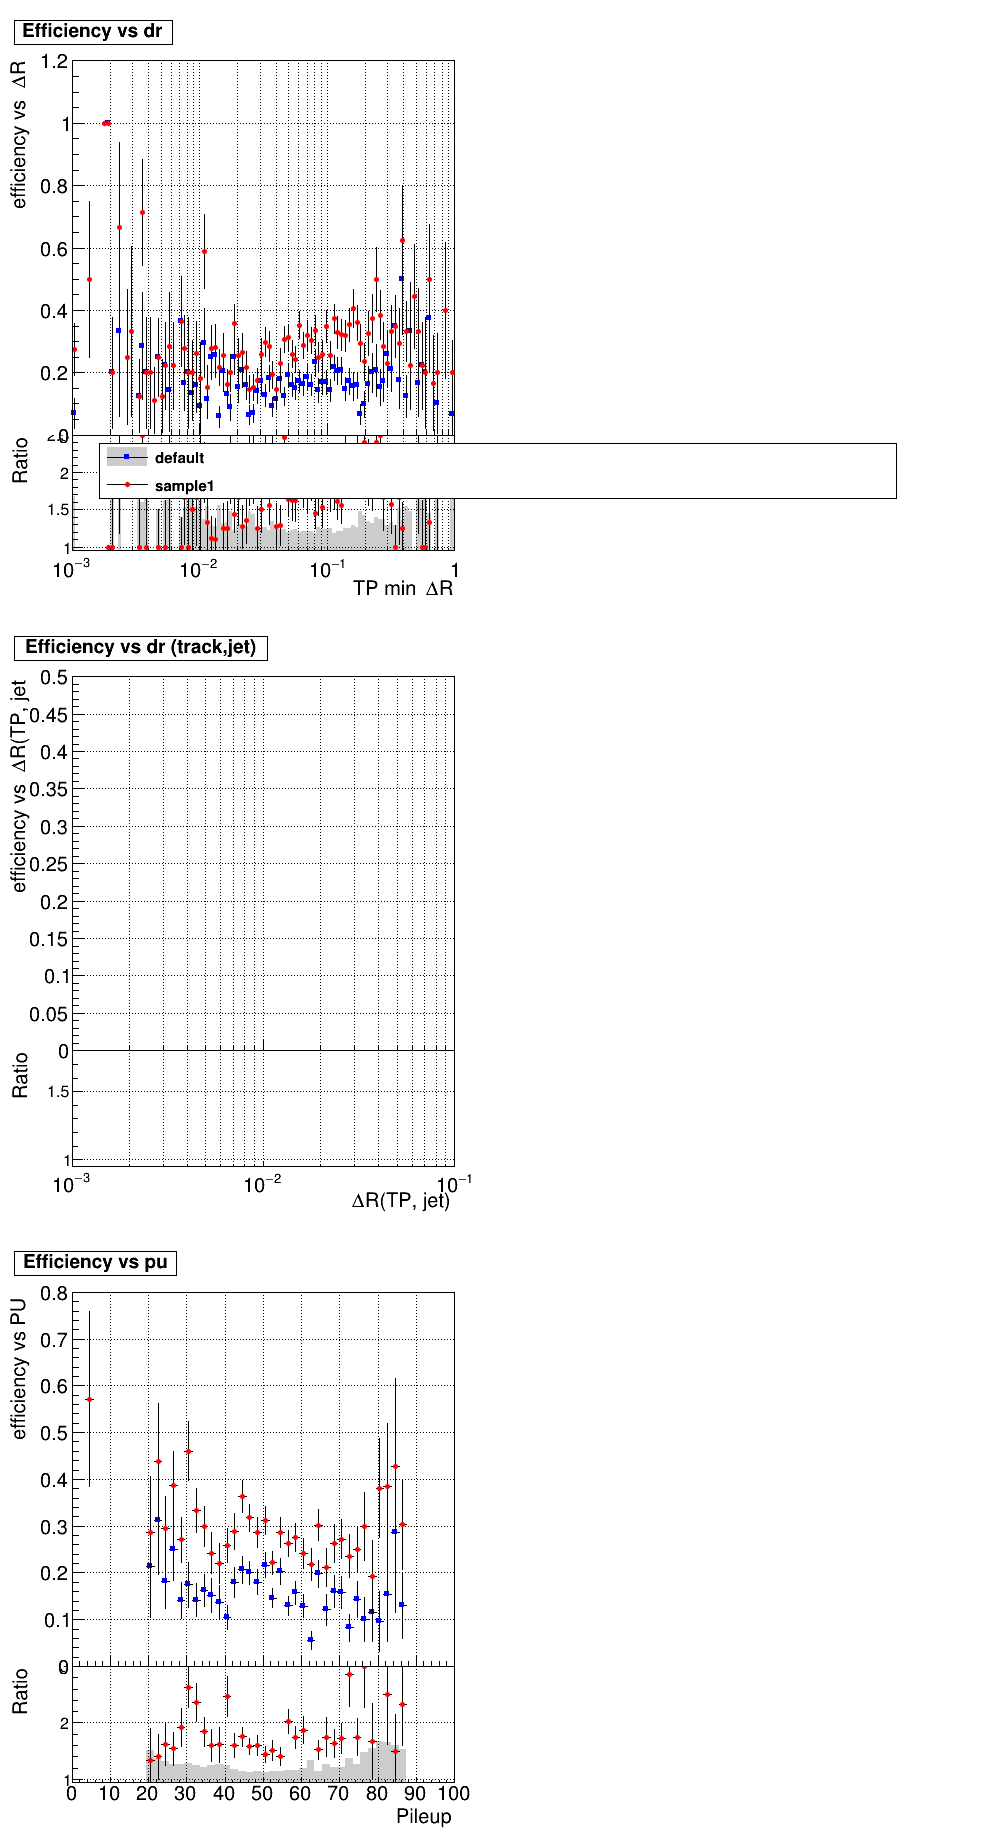 Efficiency vs dr
efficiency vs ΔR
1.2
1
0.8
0.6
0.4
0.2
0
Ratio
2
1.5
1
default
sample1
10⁻³ 10⁻² 10⁻¹ 1
TP min ΔR
Efficiency vs dr (track,jet)
efficiency vs ΔR(TP, jet
0.5
0.45
0.4
0.35
0.3
0.25
0.2
0.15
0.1
0.05
0
Ratio
1.5
1
10⁻³ 10⁻² 10⁻¹
ΔR(TP, jet)
Efficiency vs pu
efficiency vs PU
0.8
0.7
0.6
0.5
0.4
0.3
0.2
0.1
0
Ratio
2
1
0 10 20 30 40 50 60 70 80 90 100
Pileup